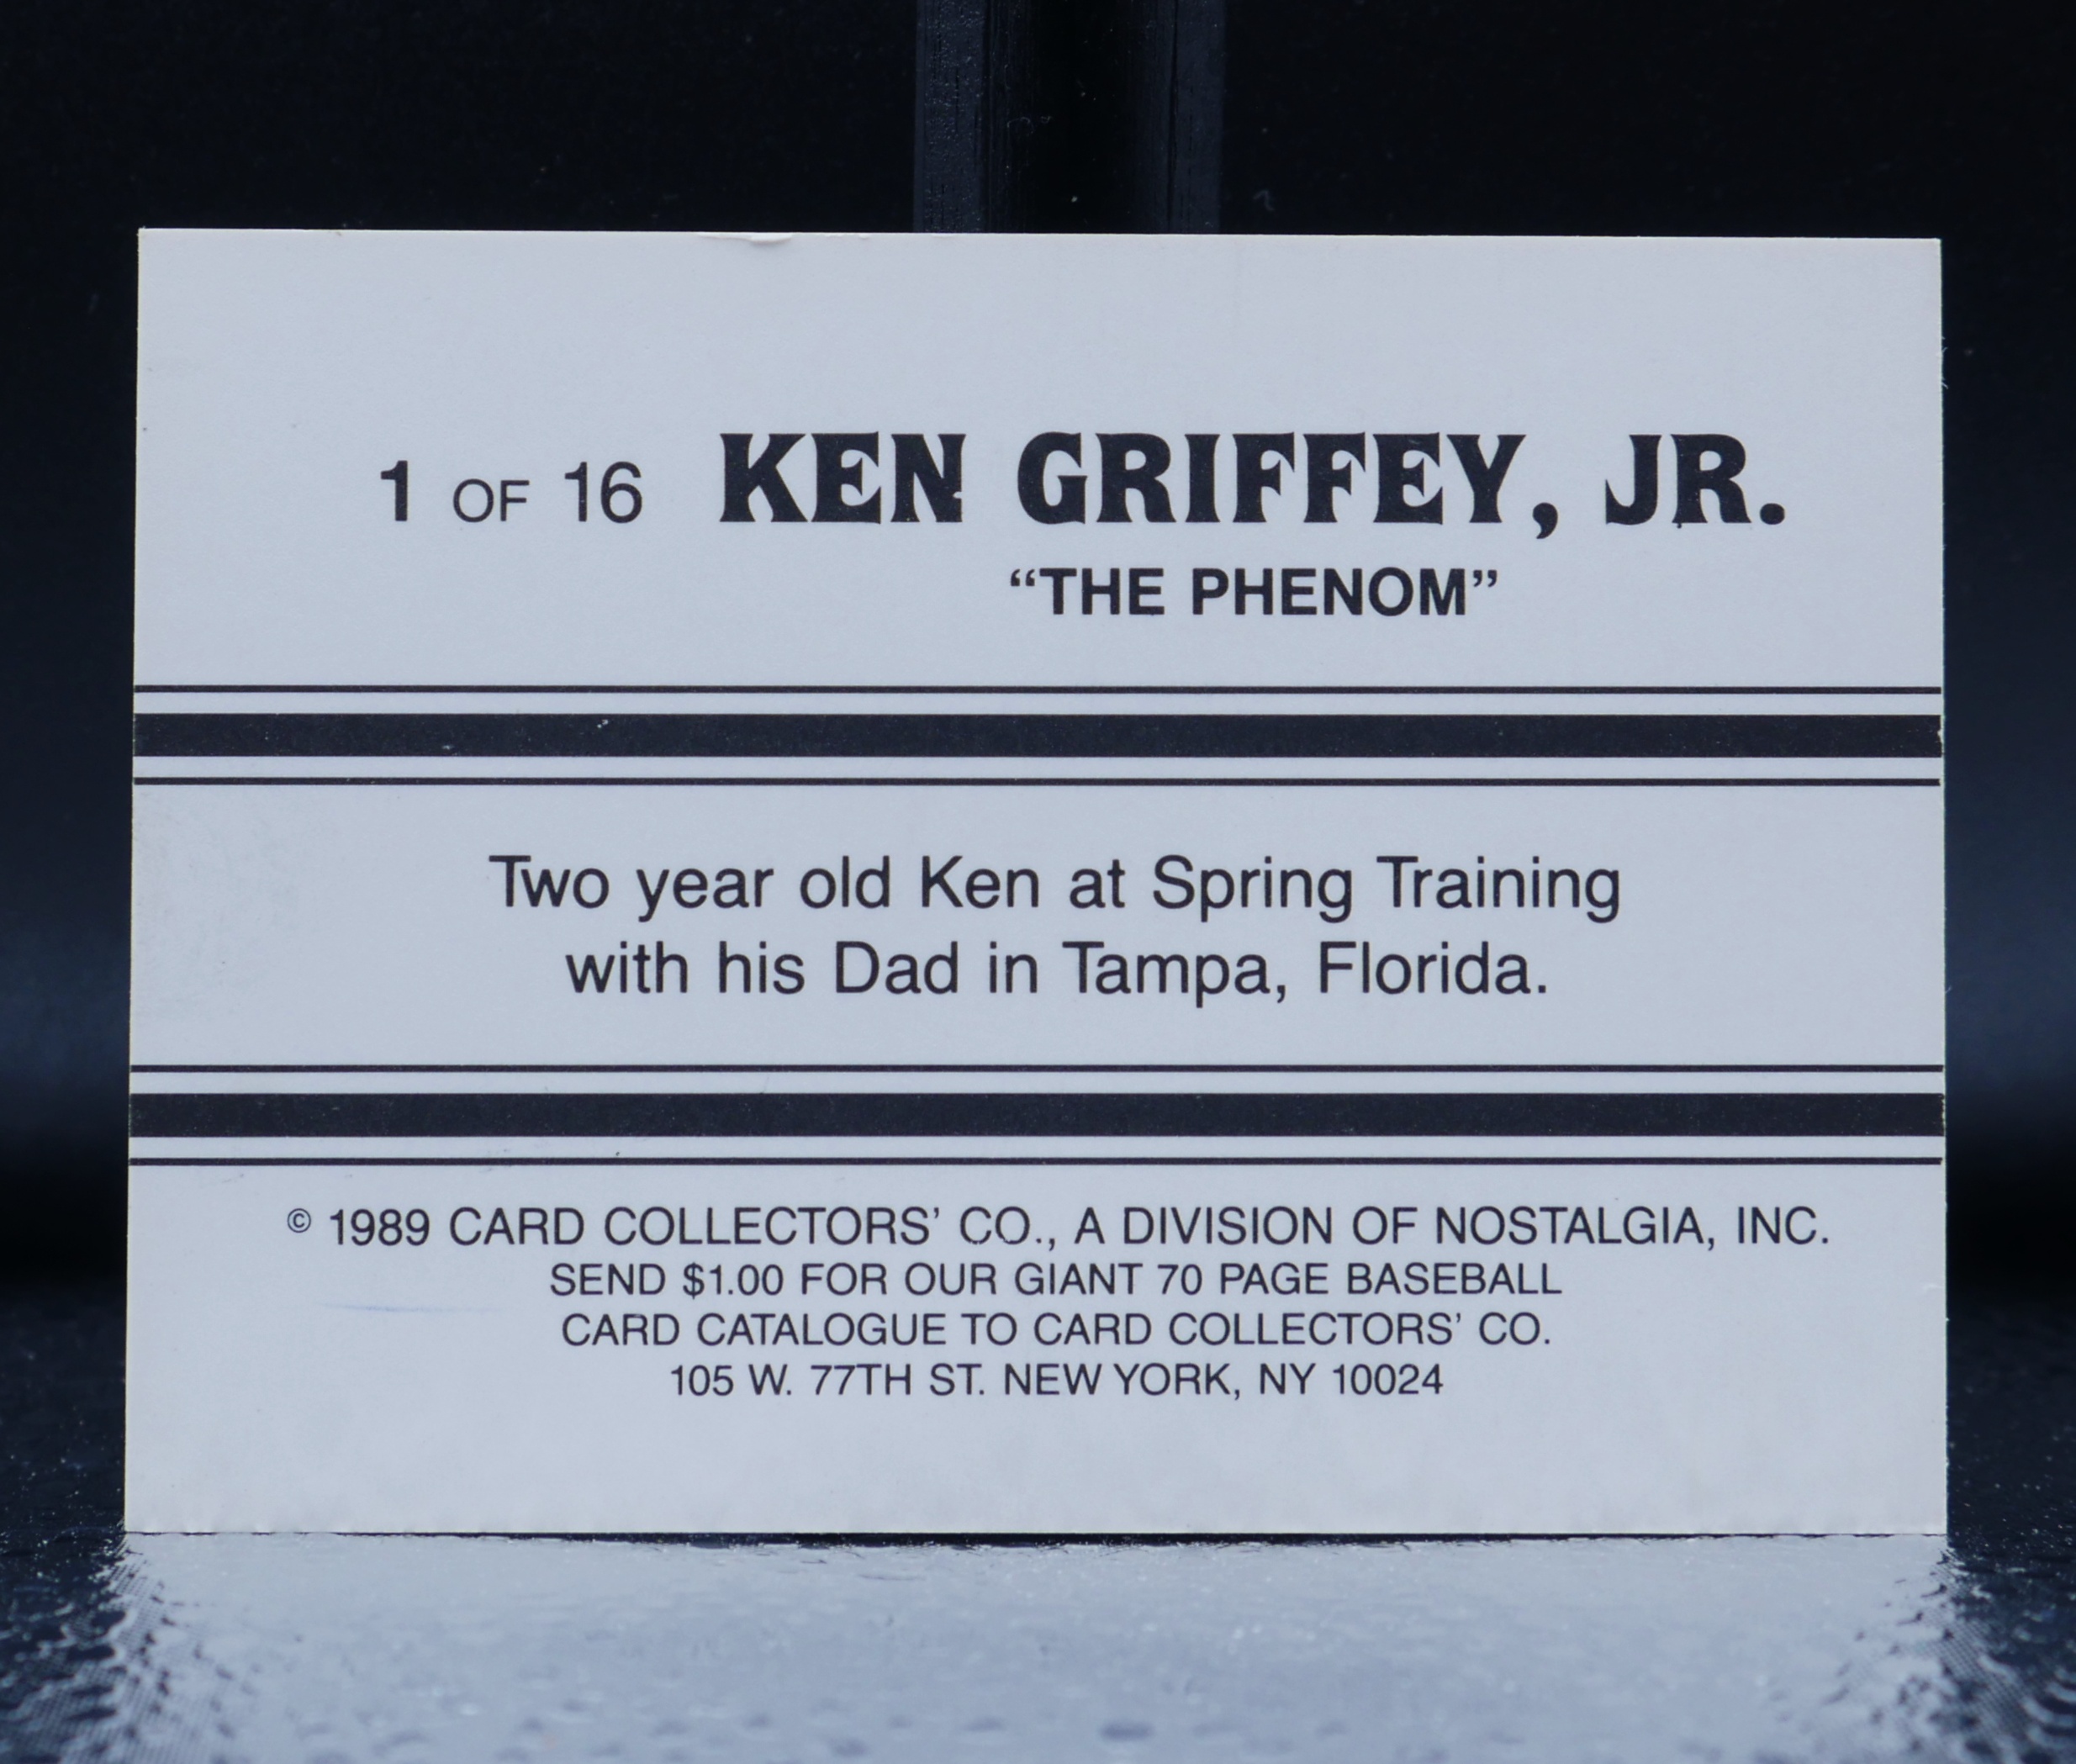 1 OF 16 KEN GRIFFEY, JR.
“THE PHENOM”
Two year old Ken at Spring Training
with his Dad in Tampa, Florida.
© 1989 CARD COLLECTORS’ CO., A DIVISION OF NOSTALGIA, INC.
SEND $1.00 FOR OUR GIANT 70 PAGE BASEBALL
CARD CATALOGUE TO CARD COLLECTORS’ CO.
105 W. 77TH ST. NEW YORK, NY 10024